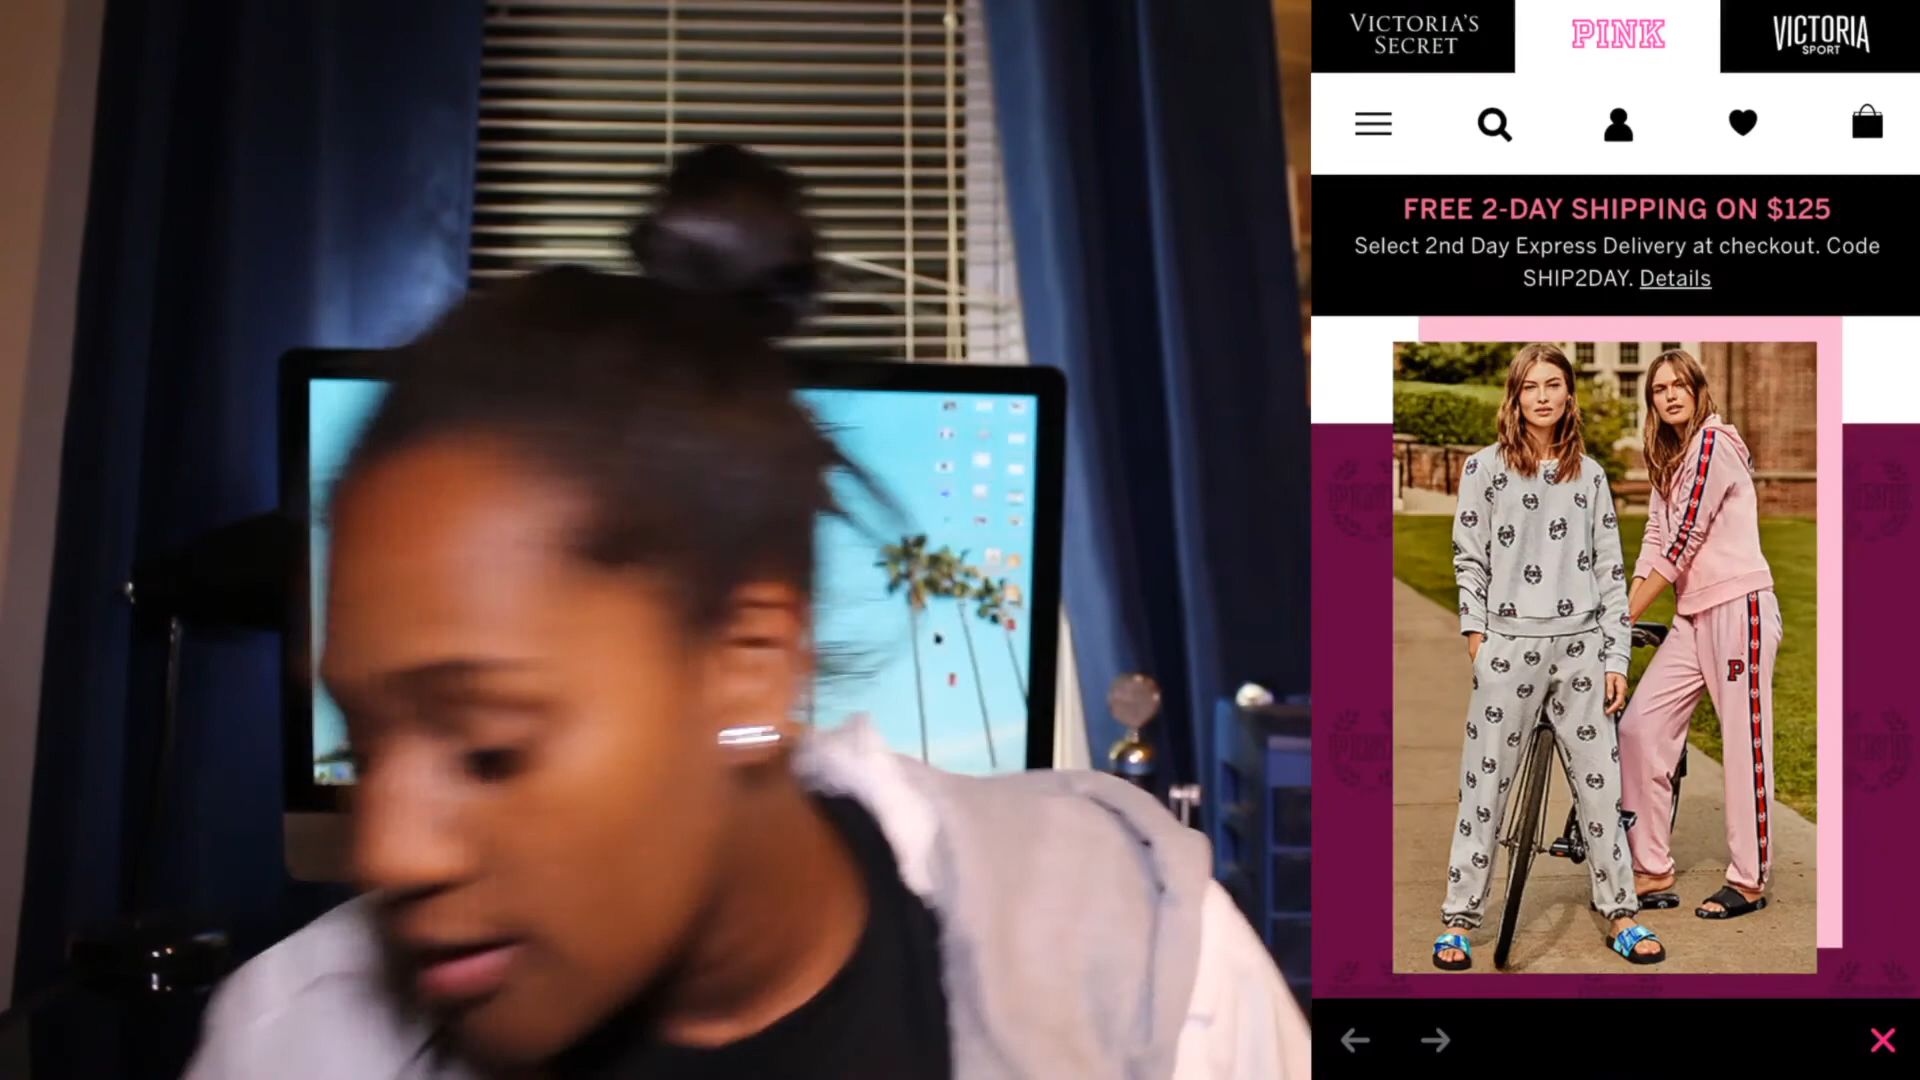 VICTORIA'S
SECRET
PINK
VICTORIA
SPORT
FREE 2-DAY SHIPPING ON $125
Select 2nd Day Express Delivery at checkout. Code
SHIP2DAY. Details
P